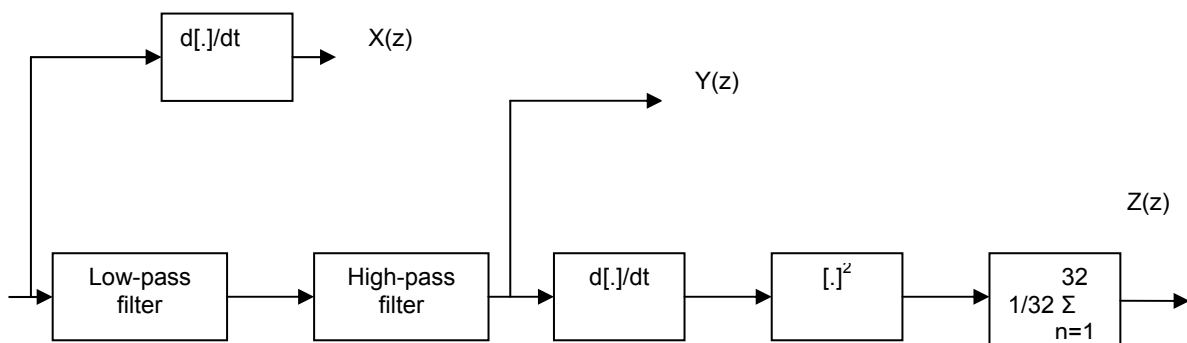 d[.]/dt
X(z)
Y(z)
Z(z)
Low-pass
filter
High-pass
filter
d[.]/dt
[.]²
32
1/32 Σ
n=1